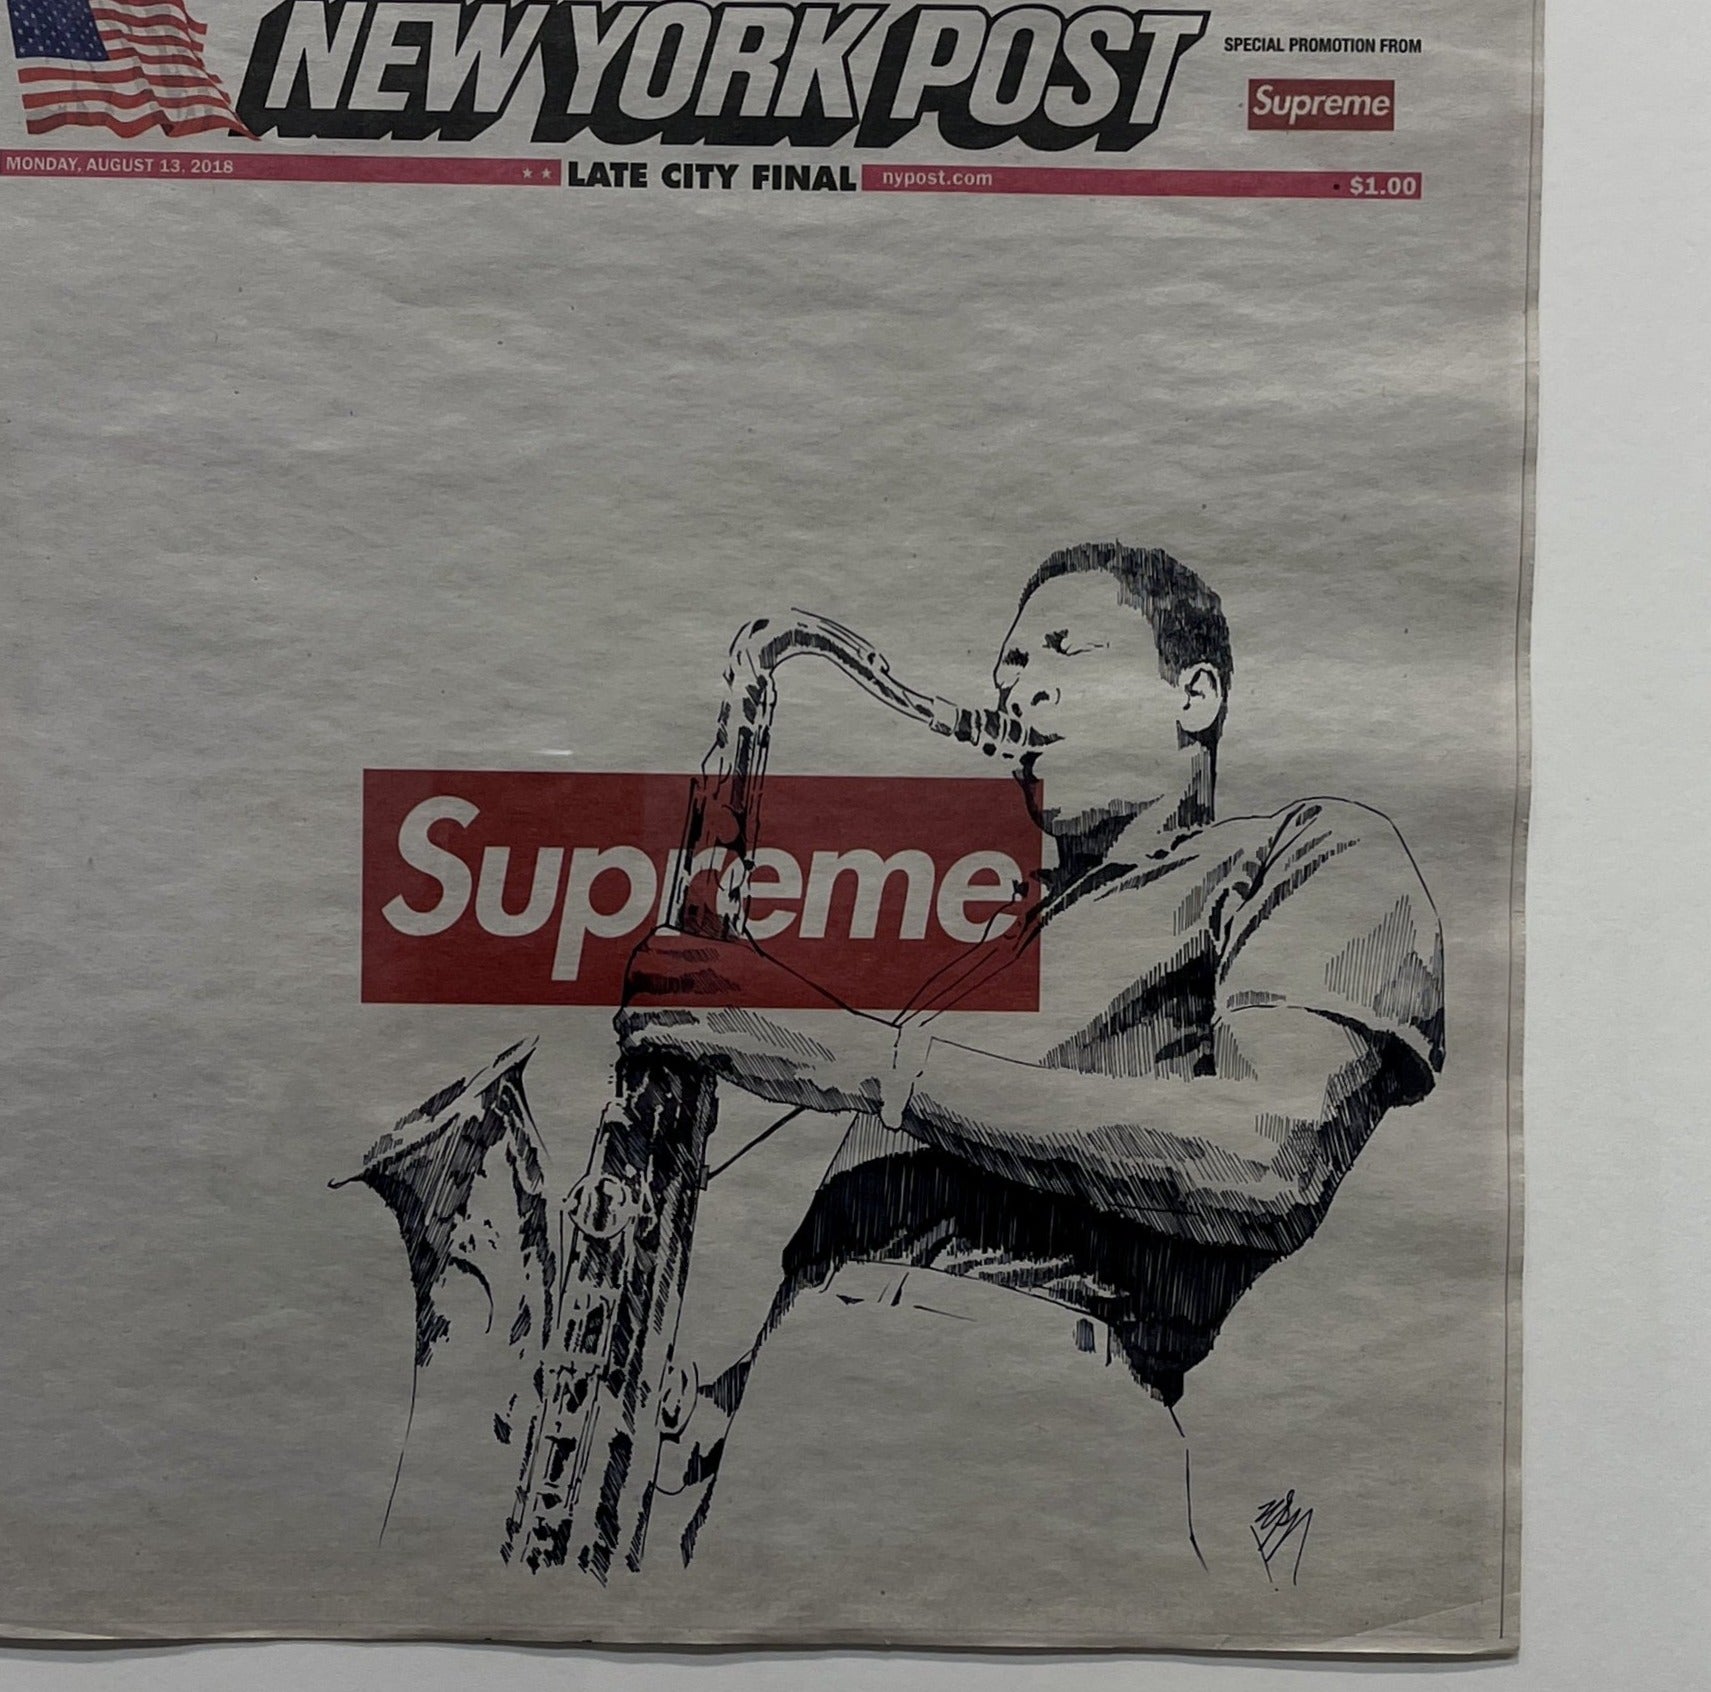 NEW YORK POST
SPECIAL PROMOTION FROM
Supreme
MONDAY, AUGUST 13, 2018
LATE CITY FINAL
nypost.com
$1.00
Supreme